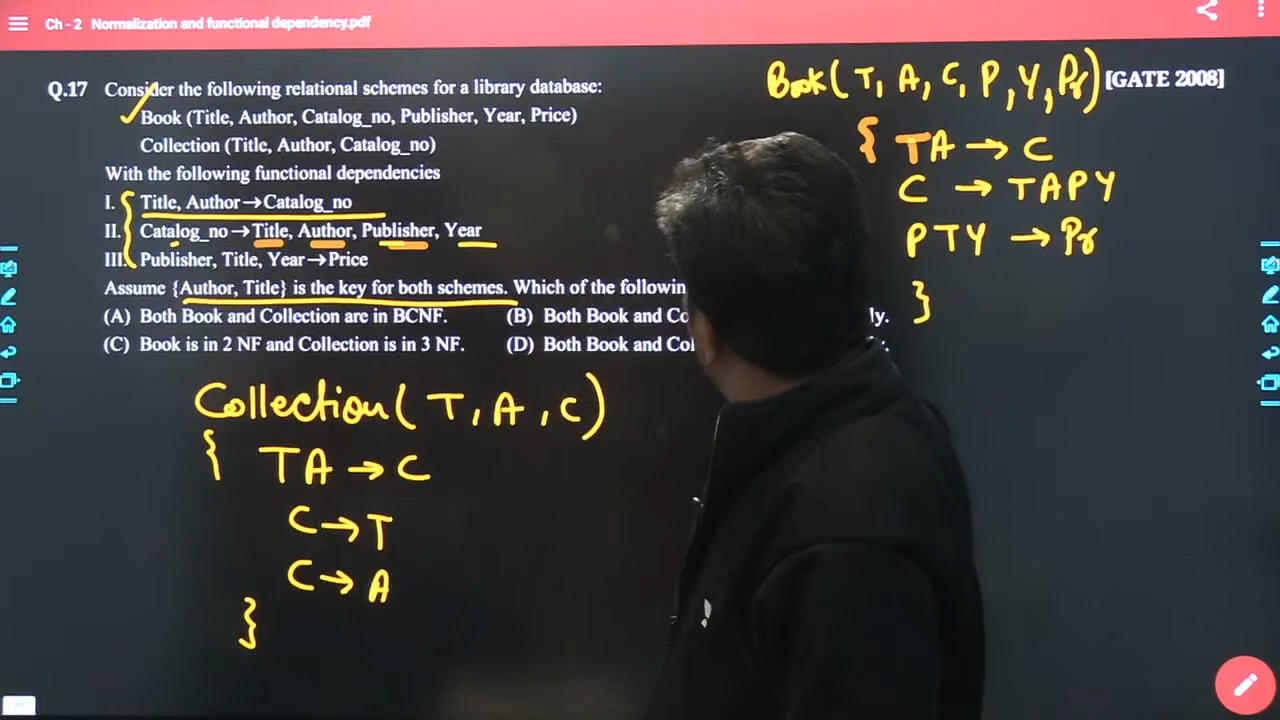 Ch - 2 Normalization and functional dependency.pdf
Q.17 Consider the following relational schemes for a library database:
Book (Title, Author, Catalog_no, Publisher, Year, Price)
Collection (Title, Author, Catalog_no)
With the following functional dependencies
I. Title, Author→Catalog_no
II. Catalog_no→Title, Author, Publisher, Year
III. Publisher, Title, Year→Price
Assume {Author, Title} is the key for both schemes. Which of the
(A) Both Book and Collection are in BCNF. (B) Both Book and
(C) Book is in 2 NF and Collection is in 3 NF. (D) Both Book and
Book(T, A, C, P, Y, Pr) [GATE 2008]
{ TA → C
C → TAPY
PTY → Pr
}
Collection(T, A, C)
{ TA → C
C → T
C → A
}